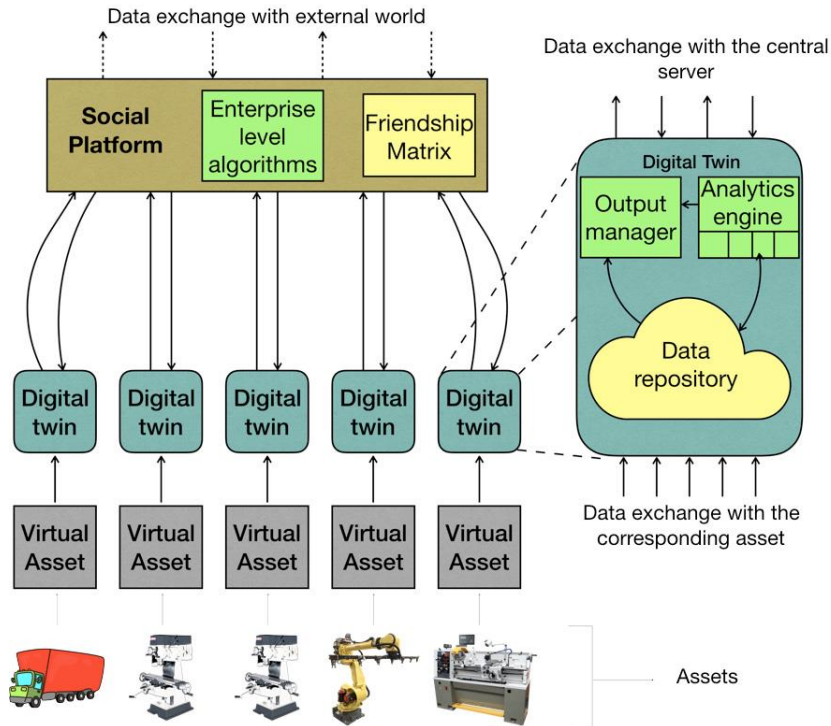 Data exchange with external world
Social
Platform
Enterprise
level
algorithms
Friendship
Matrix
Digital
twin
Digital
twin
Digital
twin
Digital
twin
Digital
twin
Virtual
Asset
Virtual
Asset
Virtual
Asset
Virtual
Asset
Virtual
Asset
Assets
Data exchange with the central
server
Digital Twin
Output
manager
Analytics
engine
Data
repository
Data exchange with the
corresponding asset